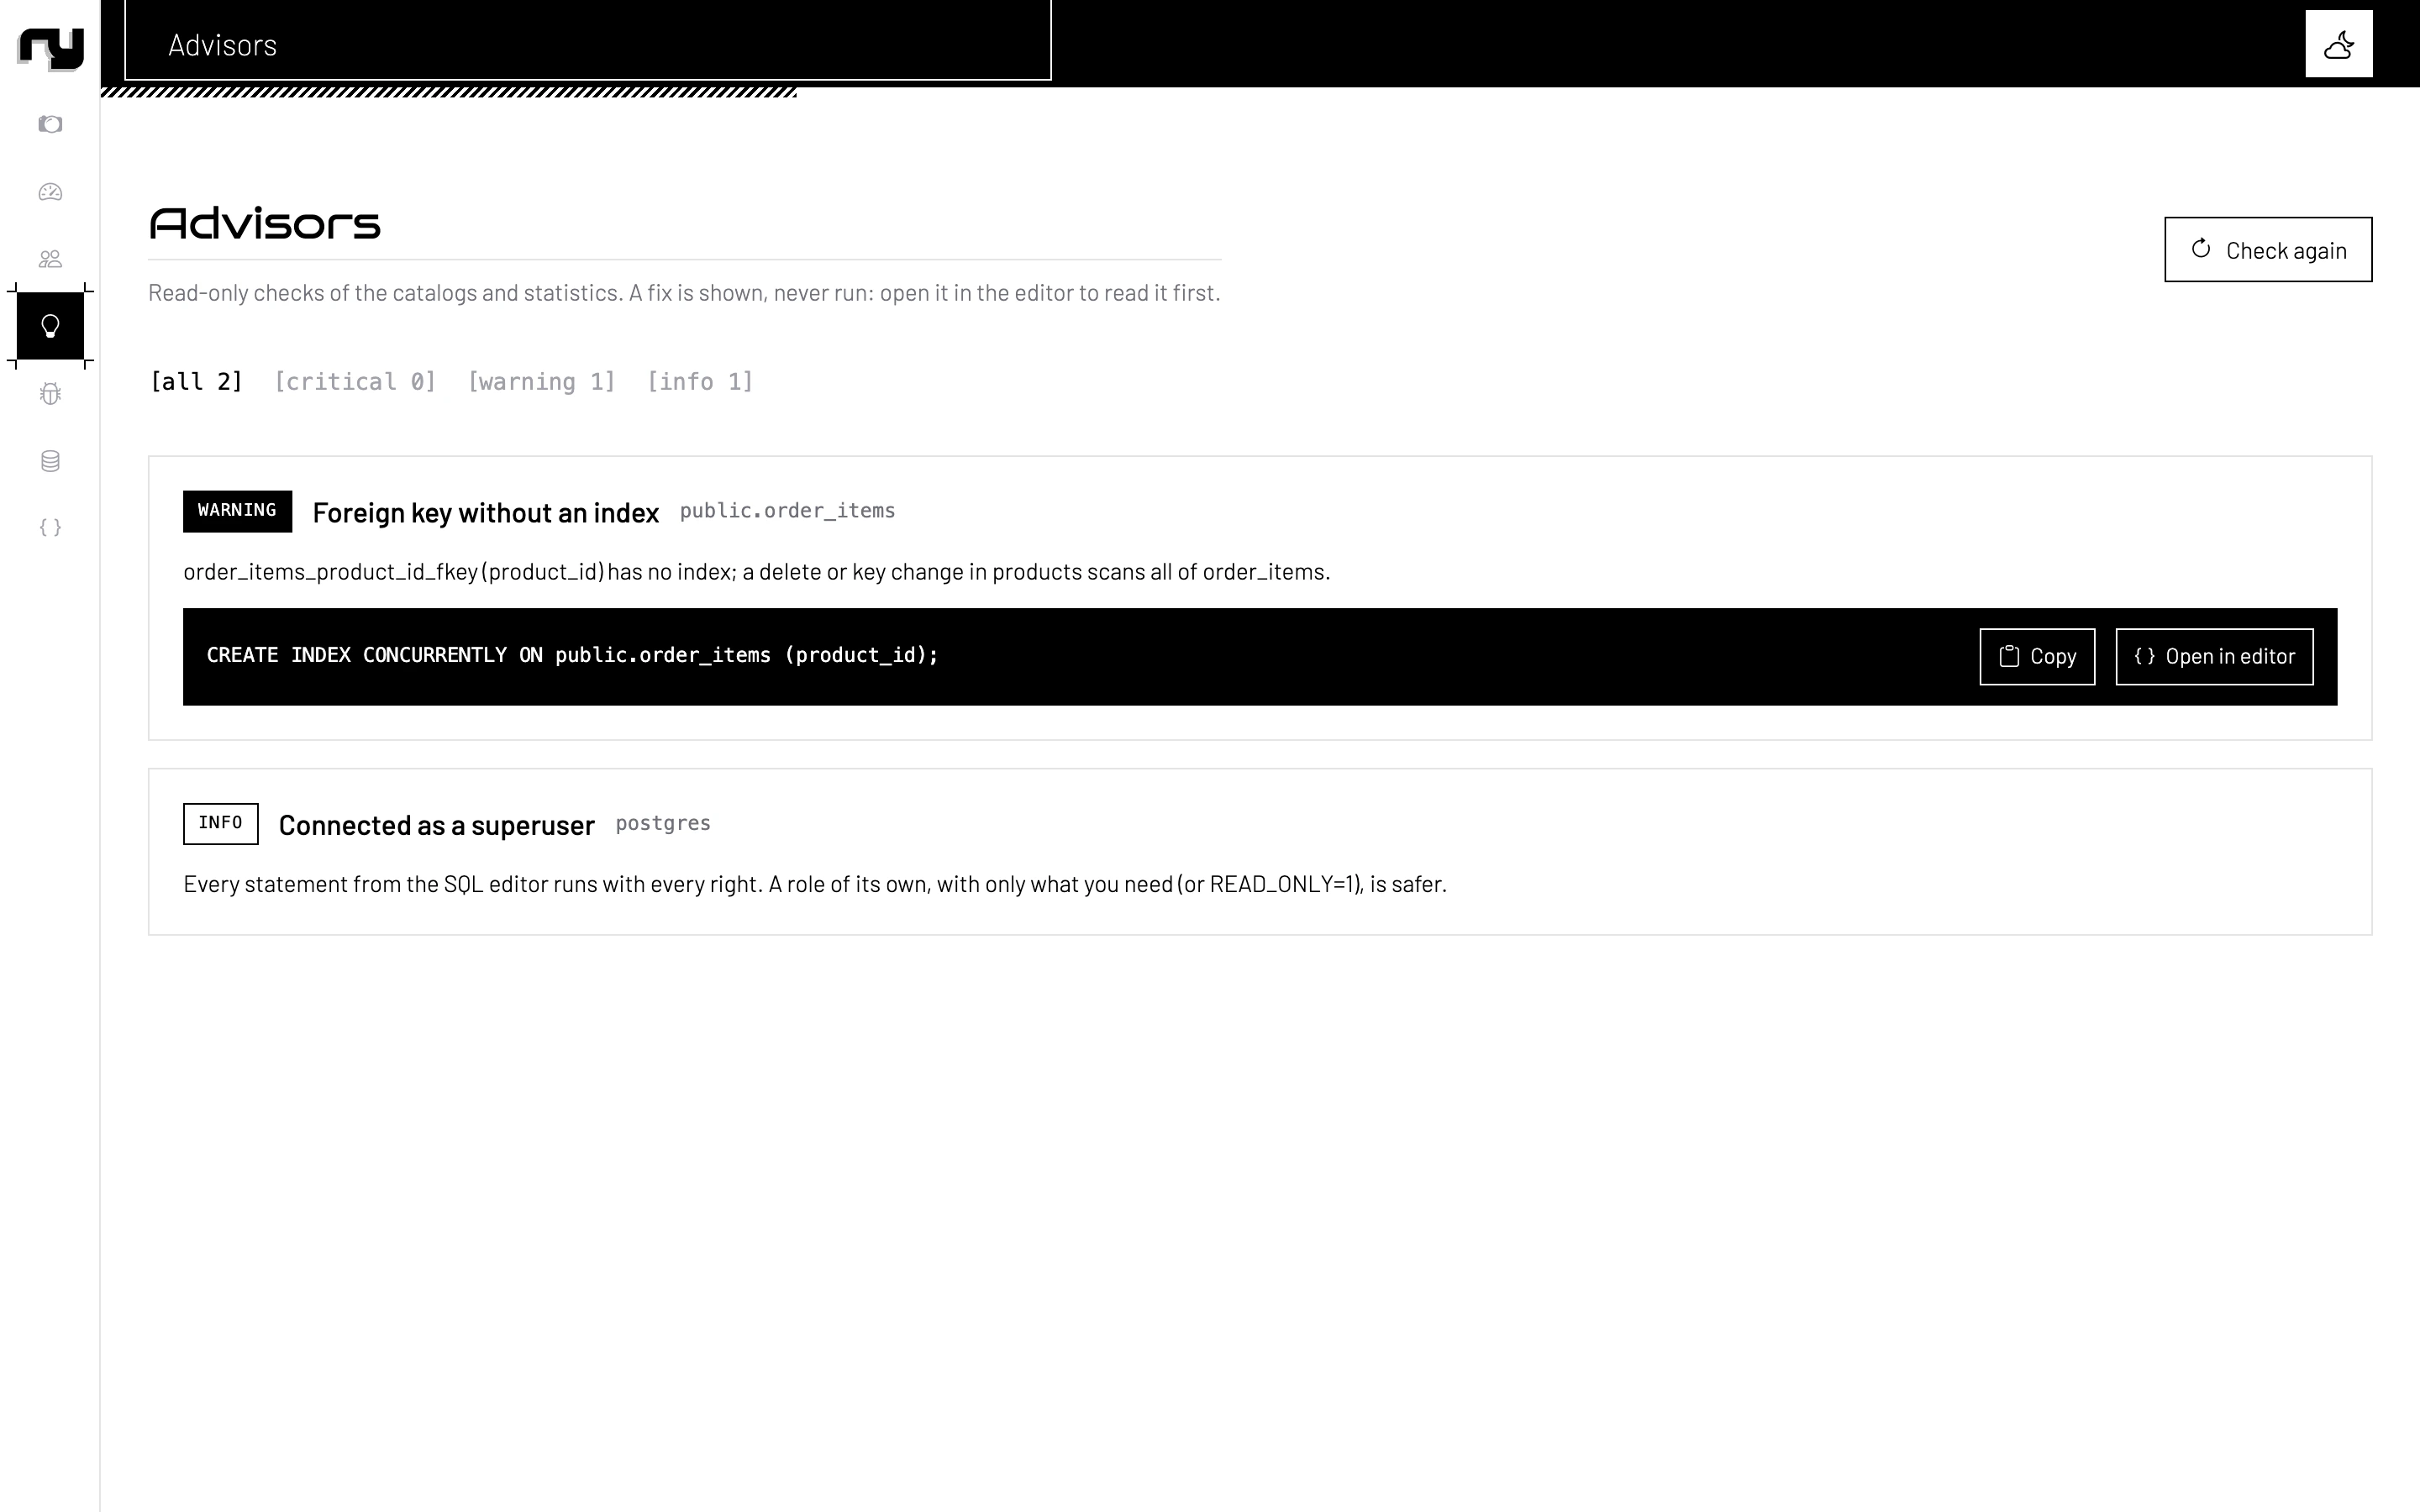 ny
Advisors
Advisors
Check again
Read-only checks of the catalogs and statistics. A fix is shown, never run: open it in the editor to read it first.
[all 2] [critical 0] [warning 1] [info 1]
WARNING Foreign key without an index public.order_items
order_items_product_id_fkey (product_id) has no index; a delete or key change in products scans all of order_items.
CREATE INDEX CONCURRENTLY ON public.order_items (product_id); Copy { } Open in editor
{ }
INFO Connected as a superuser postgres
Every statement from the SQL editor runs with every right. A role of its own, with only what you need (or READ_ONLY=1), is safer.